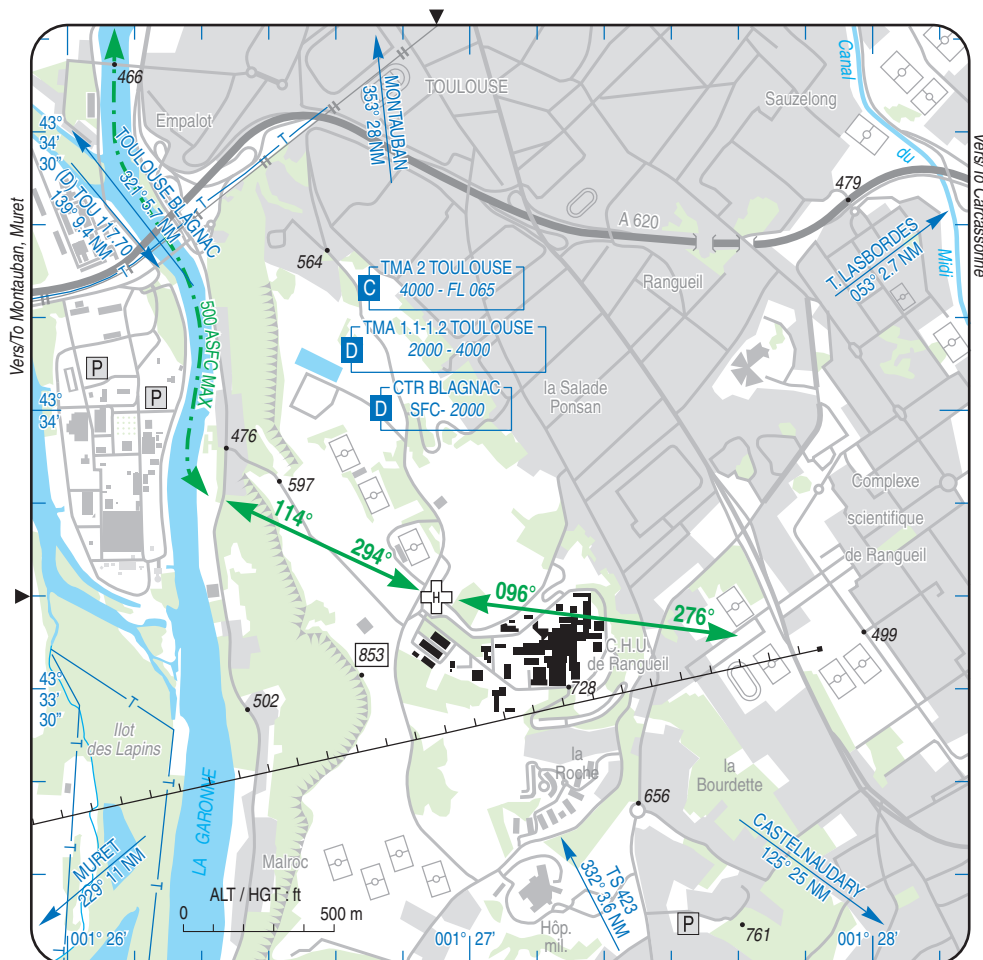 466
Empalot
TOULOUSE
Sauzelong
Canal
du
Midi
43°
34'
30"
TOULOUSE-BLAGNAC
321° 5.7 NM
(D) TOU 117.70
139° 9.4 NM
MONTAUBAN
353° 28 NM
479
A 620
Vers/To Carcassonne
Vers/To Montauban, Muret
T. LASBORDES
053° 2.7 NM
564
Rangueil
C
TMA 2 TOULOUSE
4000 - FL 065
D
TMA 1.1-1.2 TOULOUSE
2000 - 4000
D
CTR BLAGNAC
SFC- 2000
500 ASFC MAX
P
P
la Salade
Ponsan
43°
34'
476
597
Complexe
scientifique
de Rangueil
114°
294°
H
096°
276°
499
853
C.H.U.
de Rangueil
728
43°
33'
30"
502
Ilot
des Lapins
la
Roche
la
Bourdette
656
LA GARONNE
MURET
229° 11 NM
Malroc
CASTELNAUDARY
125° 25 NM
TS 423
332° 3.6 NM
ALT / HGT : ft
0
500 m
Hôp.
mil.
P
761
001° 26'
001° 27'
001° 28'